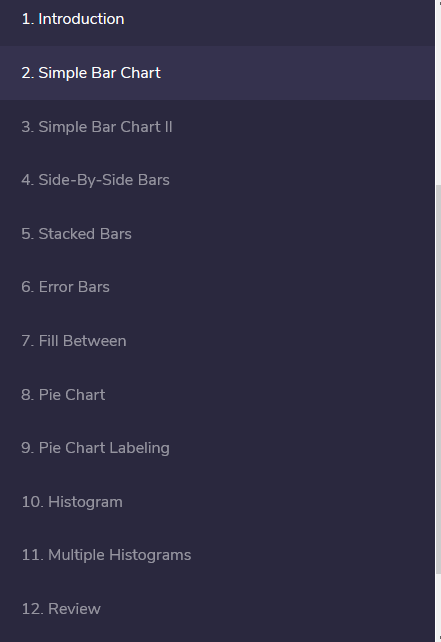 1. Introduction
2. Simple Bar Chart
3. Simple Bar Chart II
4. Side-By-Side Bars
5. Stacked Bars
6. Error Bars
7. Fill Between
8. Pie Chart
9. Pie Chart Labeling
10. Histogram
11. Multiple Histograms
12. Review